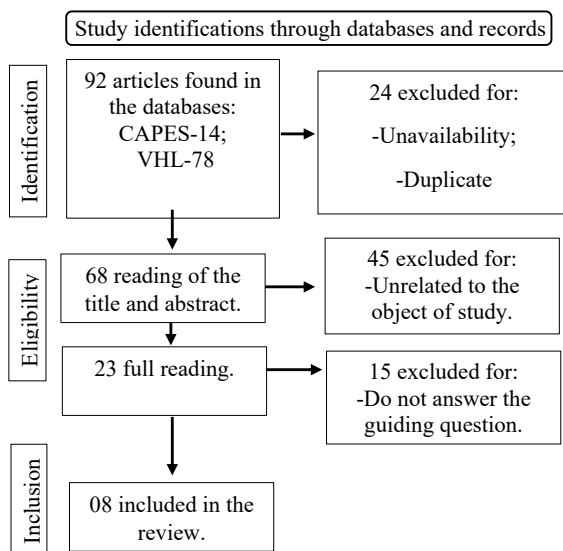 Study identifications through databases and records
Identification
92 articles found in
the databases:
CAPES-14;
VHL-78
24 excluded for:
-Unavailability;
-Duplicate
Eligibility
68 reading of the
title and abstract.
45 excluded for:
-Unrelated to the
object of study.
23 full reading.
15 excluded for:
-Do not answer the
guiding question.
Inclusion
08 included in the
review.